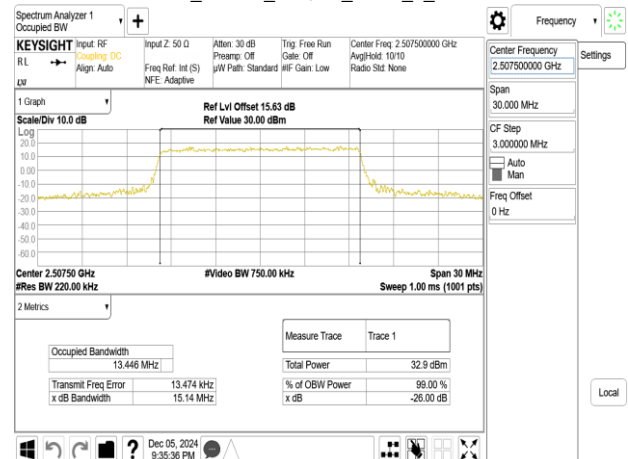 Spectrum Analyzer 1
Occupied BW
Frequency
KEYSIGHT
RL
Input: RF
Coupling: DC
Align: Auto
Input Z: 50 Ω
Freq Ref: Int (S)
NFE: Adaptive
Atten: 30 dB
Preamp: Off
µW Path: Standard
Trig: Free Run
Gate: Off
#IF Gain: Low
Center Freq: 2.507500000 GHz
Avg|Hold: 10/10
Radio Std: None
Center Frequency
2.507500000 GHz
Settings
Span
30.000 MHz
CF Step
3.000000 MHz
Auto
Man
Freq Offset
0 Hz
1 Graph
Scale/Div 10.0 dB
Ref Lvl Offset 15.63 dB
Ref Value 30.00 dBm
Log
20.0
10.0
0.00
-10.0
-20.0
-30.0
-40.0
-50.0
-60.0
Center 2.50750 GHz
#Video BW 750.00 kHz
Span 30 MHz
#Res BW 220.00 kHz
Sweep 1.00 ms (1001 pts)
2 Metrics
Measure Trace Trace 1
Occupied Bandwidth
13.446 MHz
Total Power 32.9 dBm
Transmit Freq Error 13.474 kHz
% of OBW Power 99.00 %
x dB Bandwidth 15.14 MHz
x dB -26.00 dB
Local
?
Dec 05, 2024
9:35:36 PM